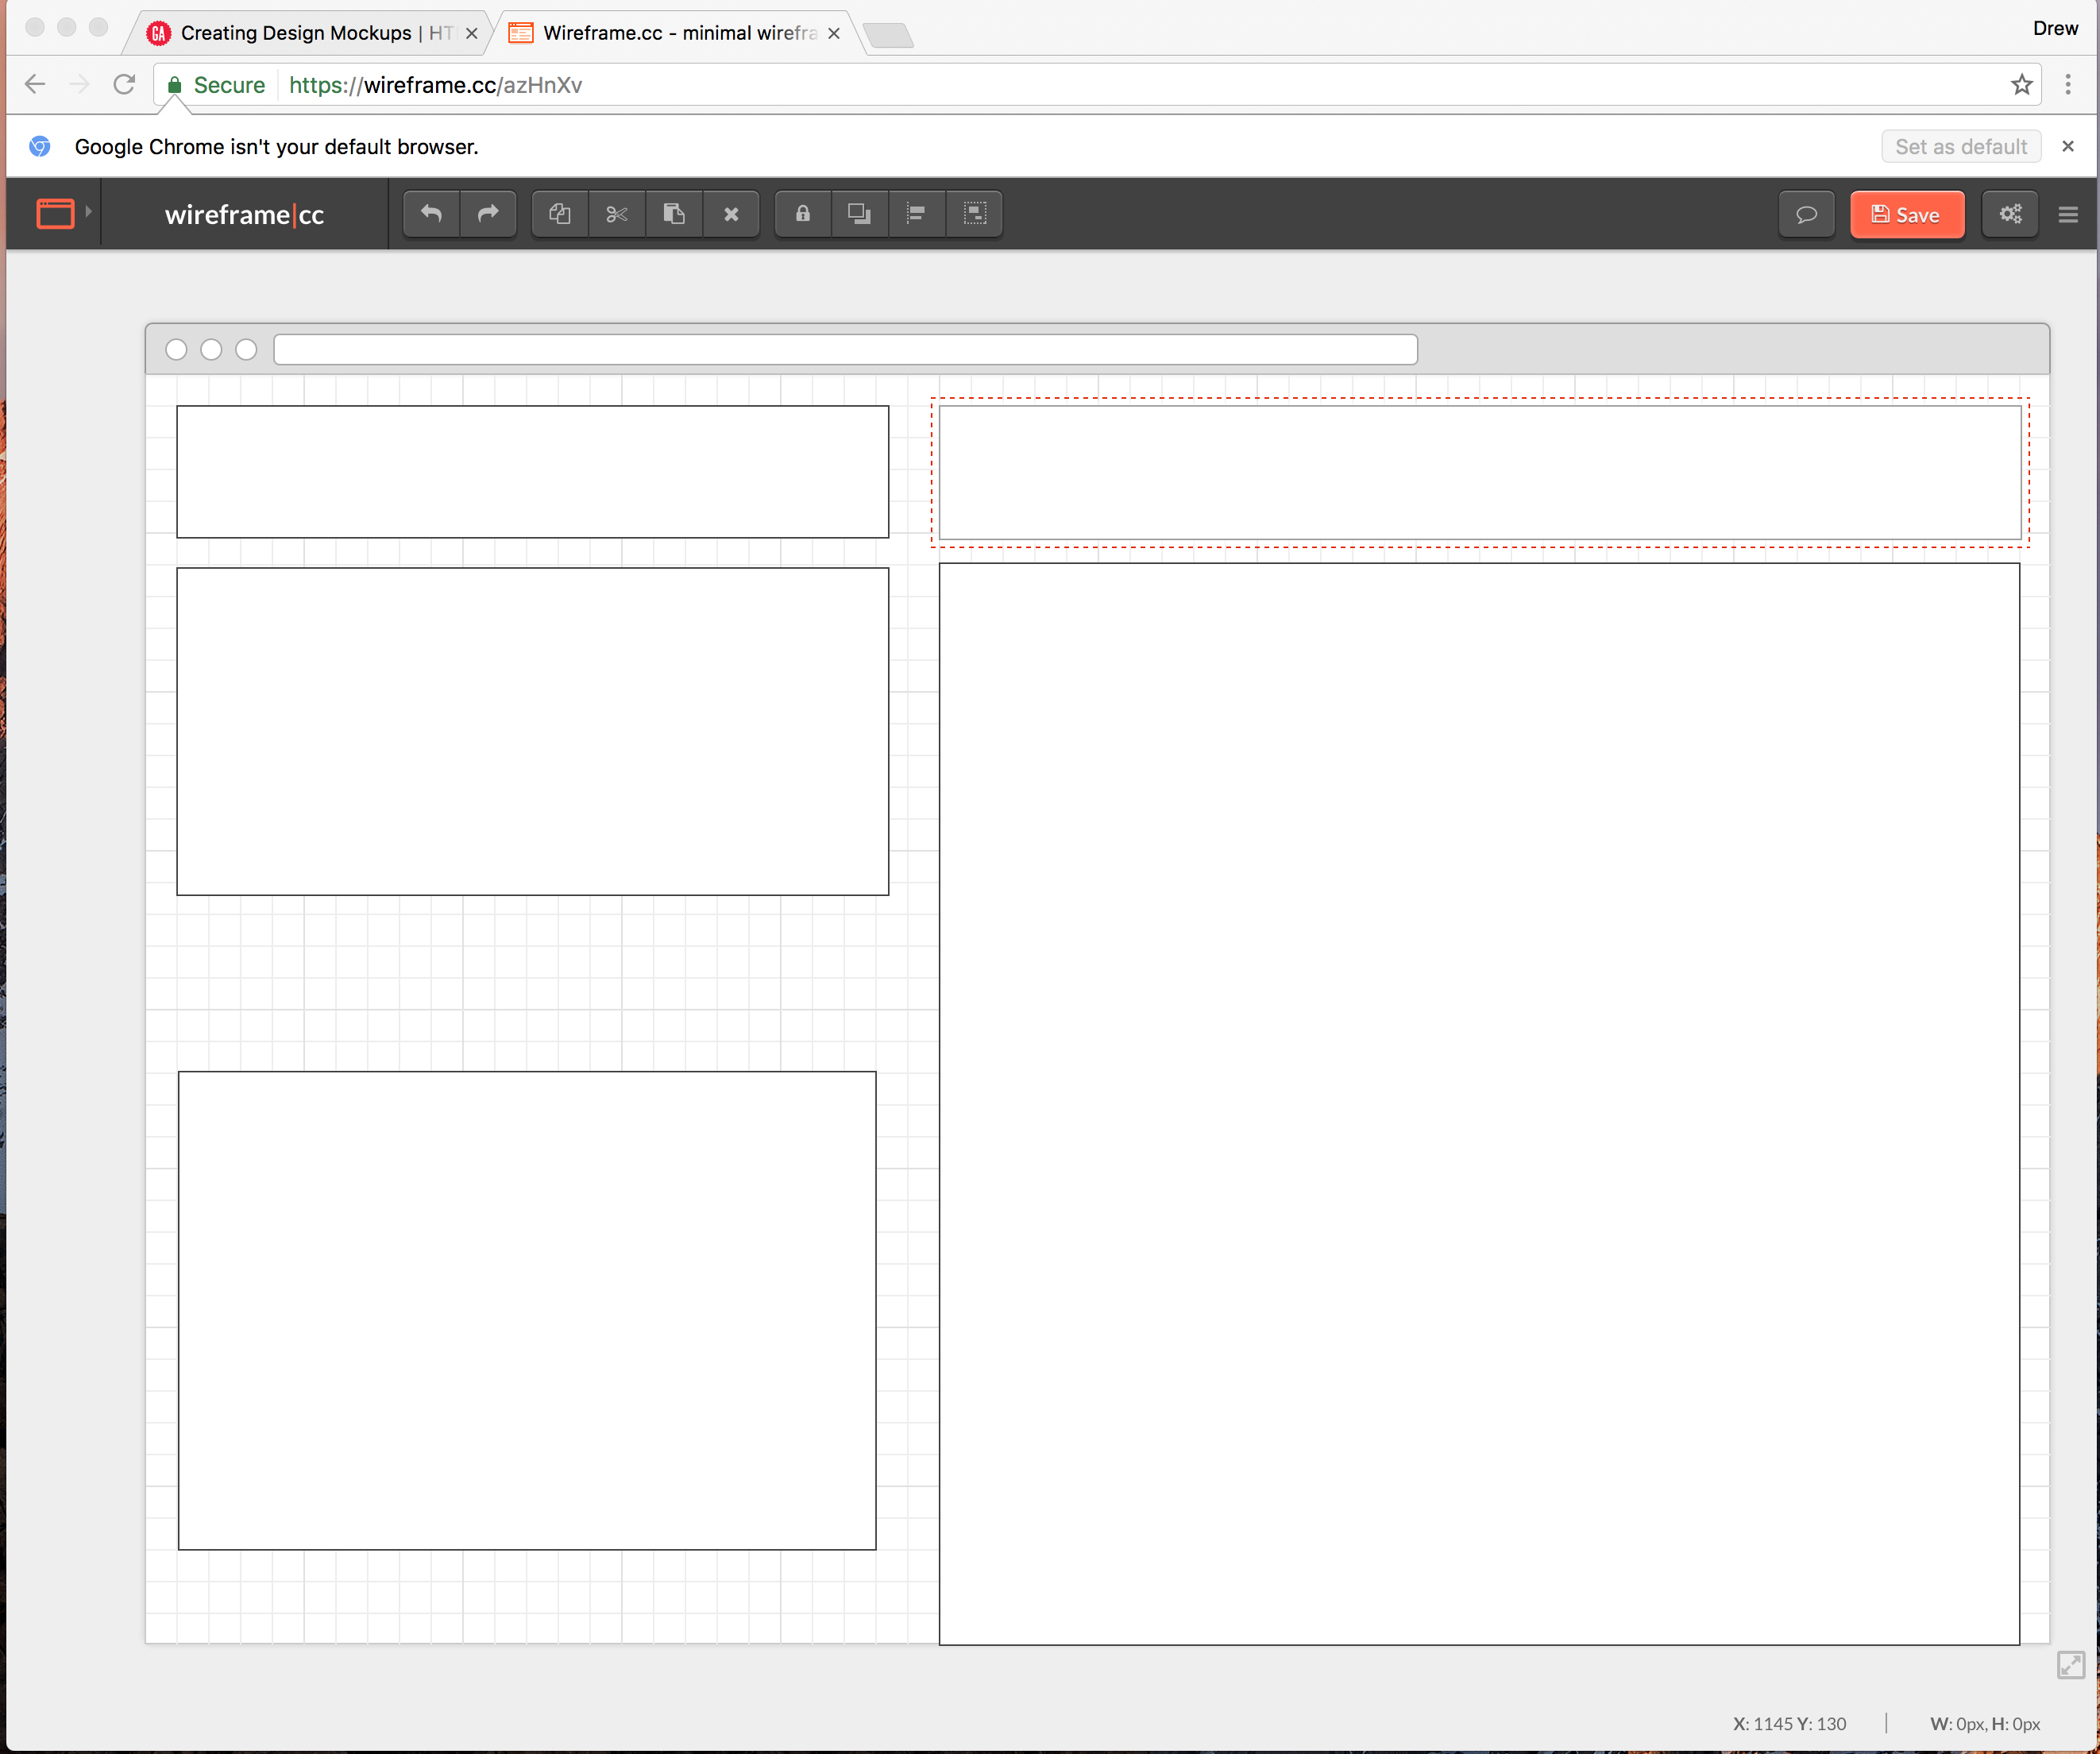 Creating Design Mockups | HT
Wireframe.cc - minimal wirefra
Drew
Secure
https://wireframe.cc/azHnXv
Google Chrome isn't your default browser.
Set as default
wireframe|cc
Save
X: 1145 Y: 130
W: 0px, H: 0px